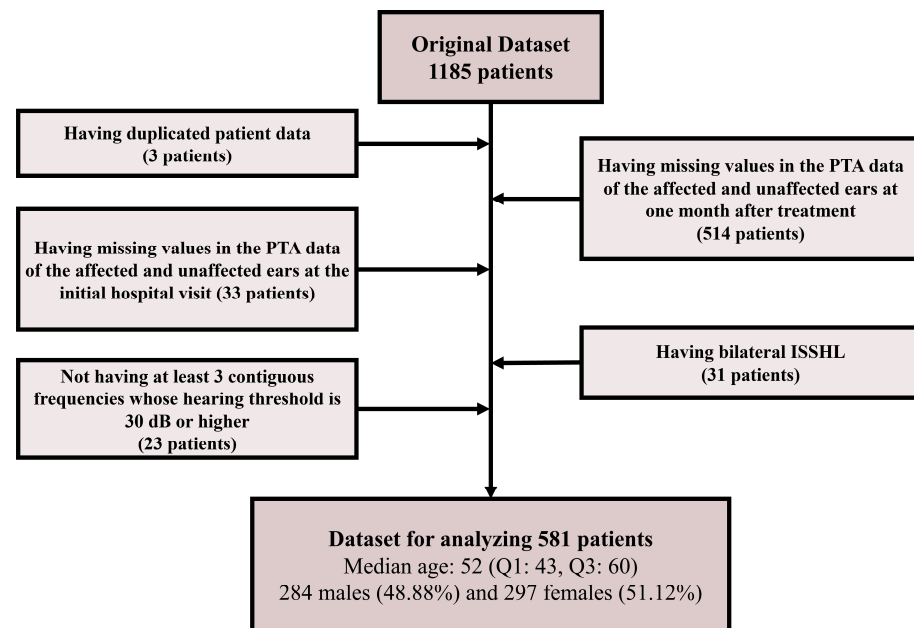 Original Dataset
1185 patients
Having duplicated patient data
(3 patients)
Having missing values in the PTA data
of the affected and unaffected ears at
one month after treatment
(514 patients)
Having missing values in the PTA data
of the affected and unaffected ears at the
initial hospital visit (33 patients)
Having bilateral ISSHL
(31 patients)
Not having at least 3 contiguous
frequencies whose hearing threshold is
30 dB or higher
(23 patients)
Dataset for analyzing 581 patients
Median age: 52 (Q1: 43, Q3: 60)
284 males (48.88%) and 297 females (51.12%)